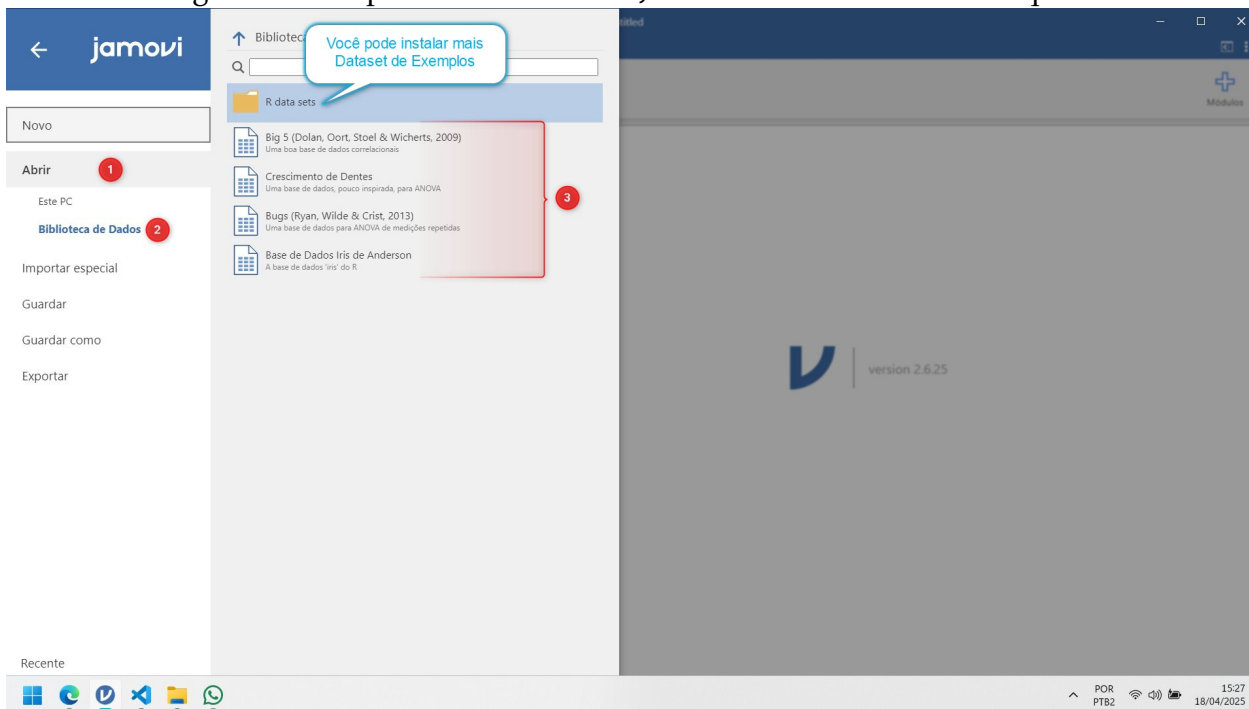 jamovi
Novo
Abrir
1
Este PC
Biblioteca de Dados
2
Importar especial
Guardar
Guardar como
Exportar
Recente
Você pode instalar mais
Dataset de Exemplos
R data sets
Big 5 (Dolan, Oort, Stoel & Wicherts, 2009)
Uma boa base de dados correlacionais
Crescimento de Dentes
Uma base de dados, pouco inspirada, para ANOVA
Bugs (Ryan, Wilde & Crist, 2013)
Uma base de dados para ANOVA de medições repetidas
Base de Dados Iris de Anderson
A base de dados 'iris' do R
3
Módulos
version 2.6.25
POR
PTB2
15:27
18/04/2025